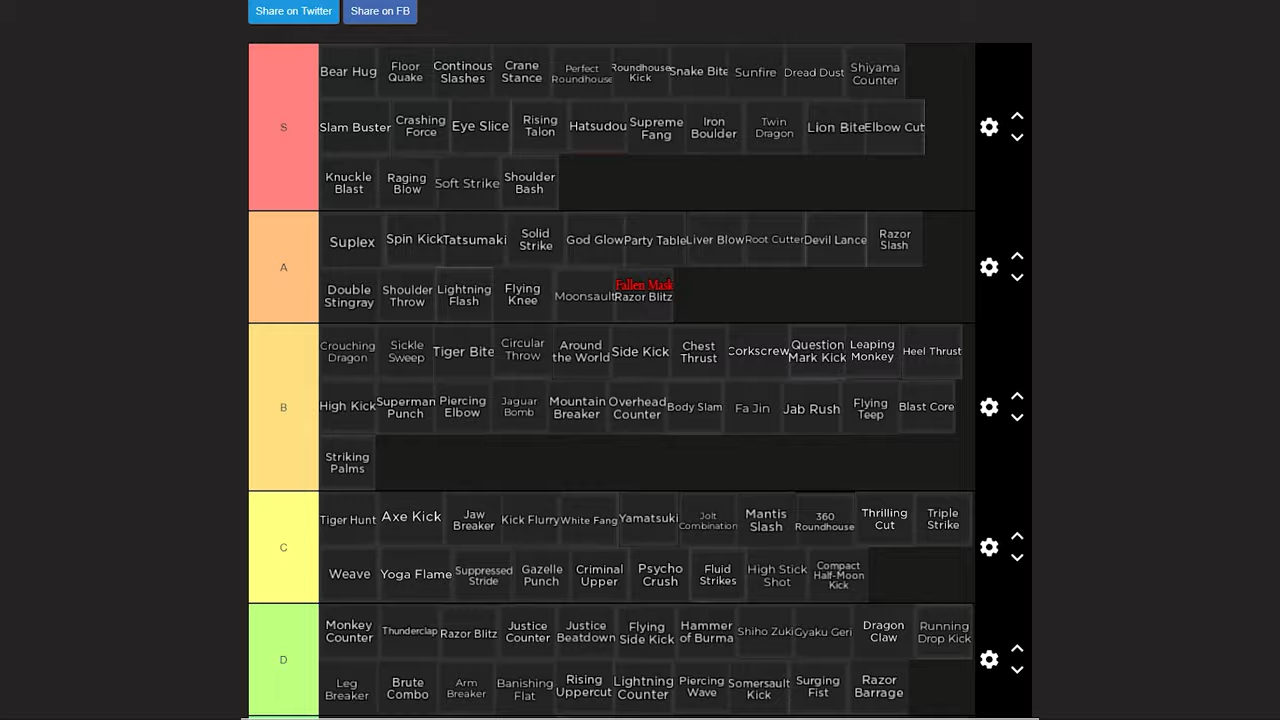 Share on Twitter Share on FB
S
Bear Hug Floor Quake Continous Slashes Crane Stance Perfect Roundhouse Roundhouse Kick Snake Bite Sunfire Dread Dust Shiyama Counter
Slam Buster Crashing Force Eye Slice Rising Talon Hatsudou Supreme Fang Iron Boulder Twin Dragon Lion Bite Elbow Cut
Knuckle Blast Raging Blow Soft Strike Shoulder Bash
A
Suplex Spin Kick Tatsumaki Solid Strike God Glow Party Table Liver Blow Root Cutter Devil Lance Razor Slash
Double Stingray Shoulder Throw Lightning Flash Flying Knee Moonsault Fallen Mask Razor Blitz
B
Crouching Dragon Sickle Sweep Tiger Bite Circular Throw Around the World Side Kick Chest Thrust Corkscrew Question Mark Kick Leaping Monkey Heel Thrust
High Kick Superman Punch Piercing Elbow Jaguar Bomb Mountain Breaker Overhead Counter Body Slam Fa Jin Jab Rush Flying Teep Blast Core
Striking Palms
C
Tiger Hunt Axe Kick Jaw Breaker Kick Flurry White Fang Yamatsuki Jolt Combination Mantis Slash 360 Roundhouse Thrilling Cut Triple Strike
Weave Yoga Flame Suppressed Stride Gazelle Punch Criminal Upper Psycho Crush Fluid Strikes High Stick Shot Compact Half-Moon Kick
D
Monkey Counter Thunderclap Razor Blitz Justice Counter Justice Beatdown Flying Side Kick Hammer of Burma Shiho Zuki Gyaku Geri Dragon Claw Running Drop Kick
Leg Breaker Brute Combo Arm Breaker Banishing Flat Rising Uppercut Lightning Counter Piercing Wave Somersault Kick Surging Fist Razor Barrage